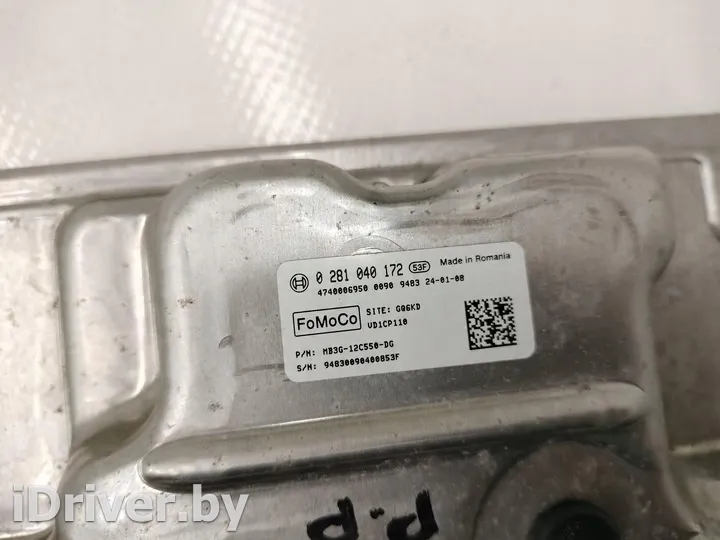 0 281 040 172 53F Made in Romania
4740006950 0090 9483 24-01-08
FoMoCo
SITE: GQ6KD
VD1CP110
P/N: MB3G-12C550-DG
S/N: 94830090400853F
P.P
iDriver.by